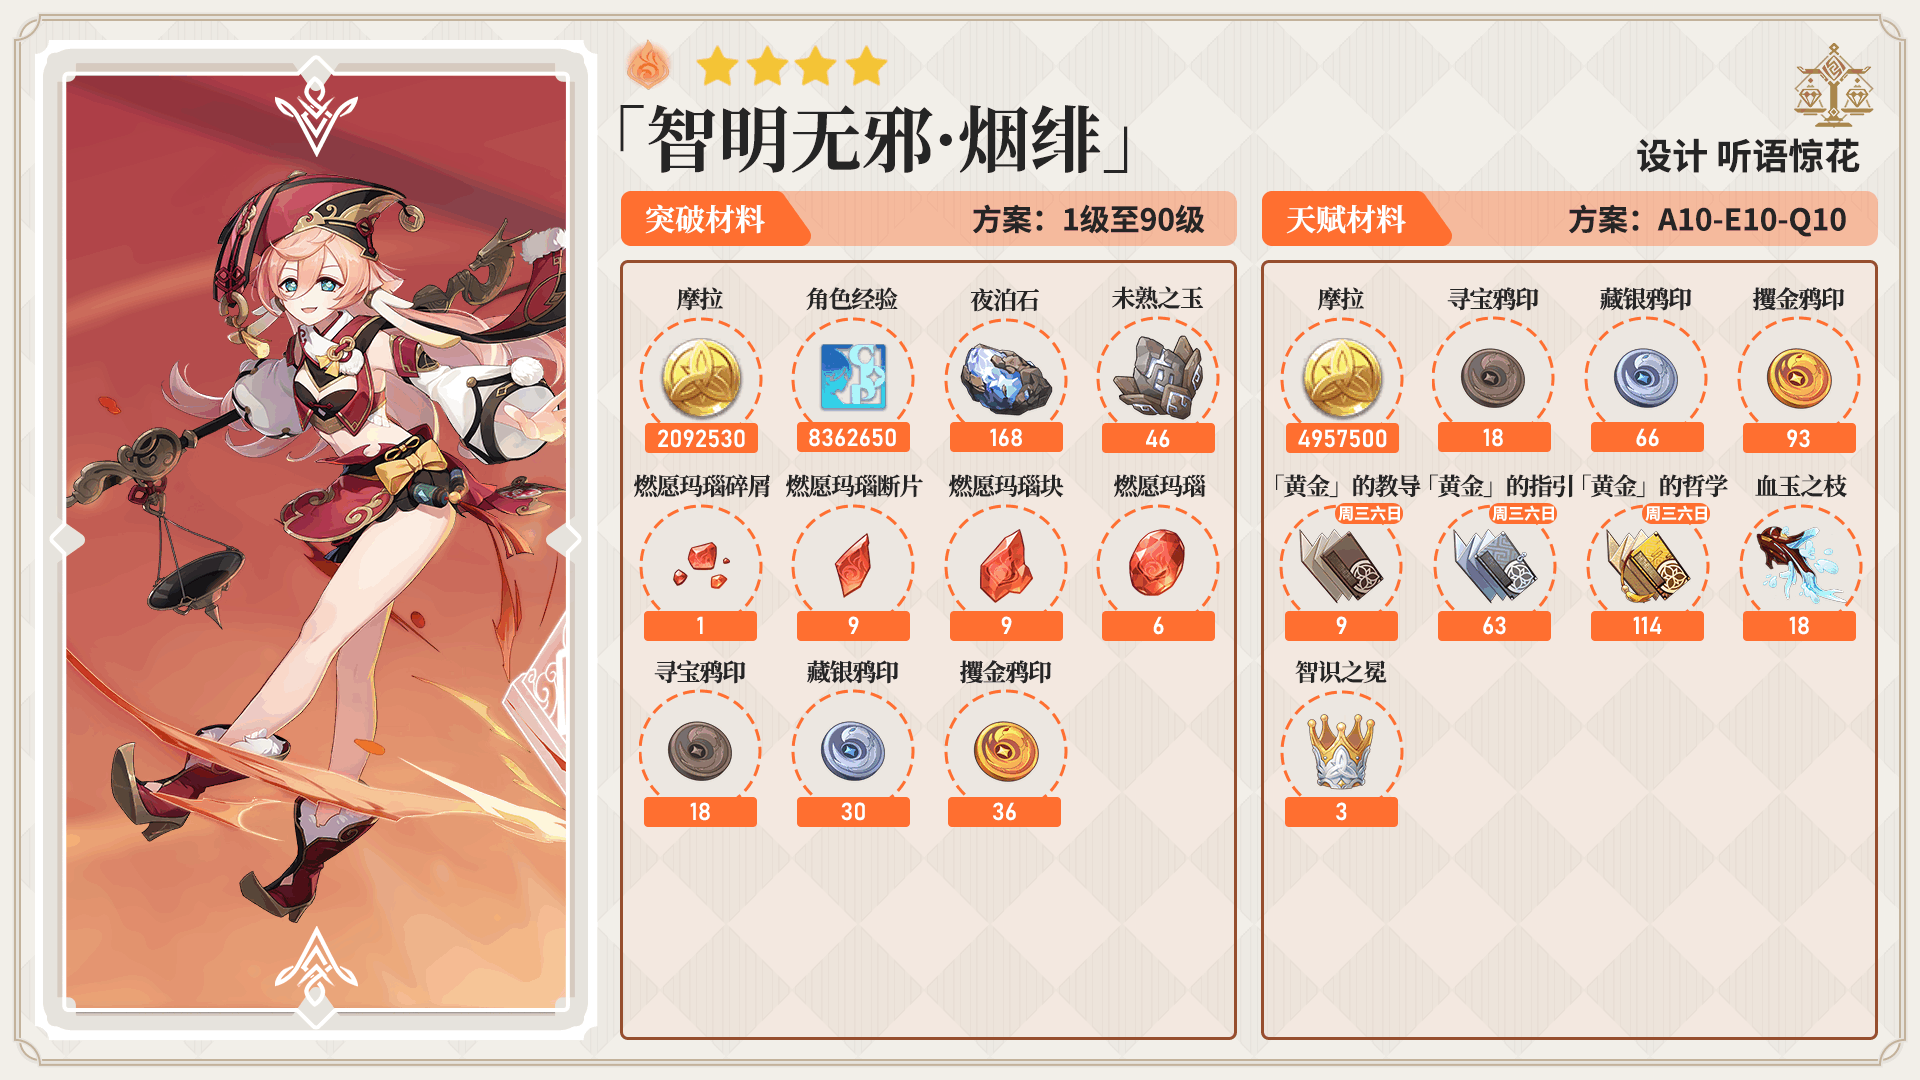 「智明无邪·烟绯」
设计 听语惊花
突破材料
方案：1级至90级
摩拉
角色经验
夜泊石
未熟之玉
2092530
8362650
168
46
燃愿玛瑙碎屑
燃愿玛瑙断片
燃愿玛瑙块
燃愿玛瑙
1
9
9
6
寻宝鸦印
藏银鸦印
攫金鸦印
18
30
36
天赋材料
方案：A10-E10-Q10
摩拉
寻宝鸦印
藏银鸦印
攫金鸦印
4957500
18
66
93
「黄金」的教导
「黄金」的指引
「黄金」的哲学
血玉之枝
周三六日
周三六日
周三六日
9
63
114
18
智识之冕
3